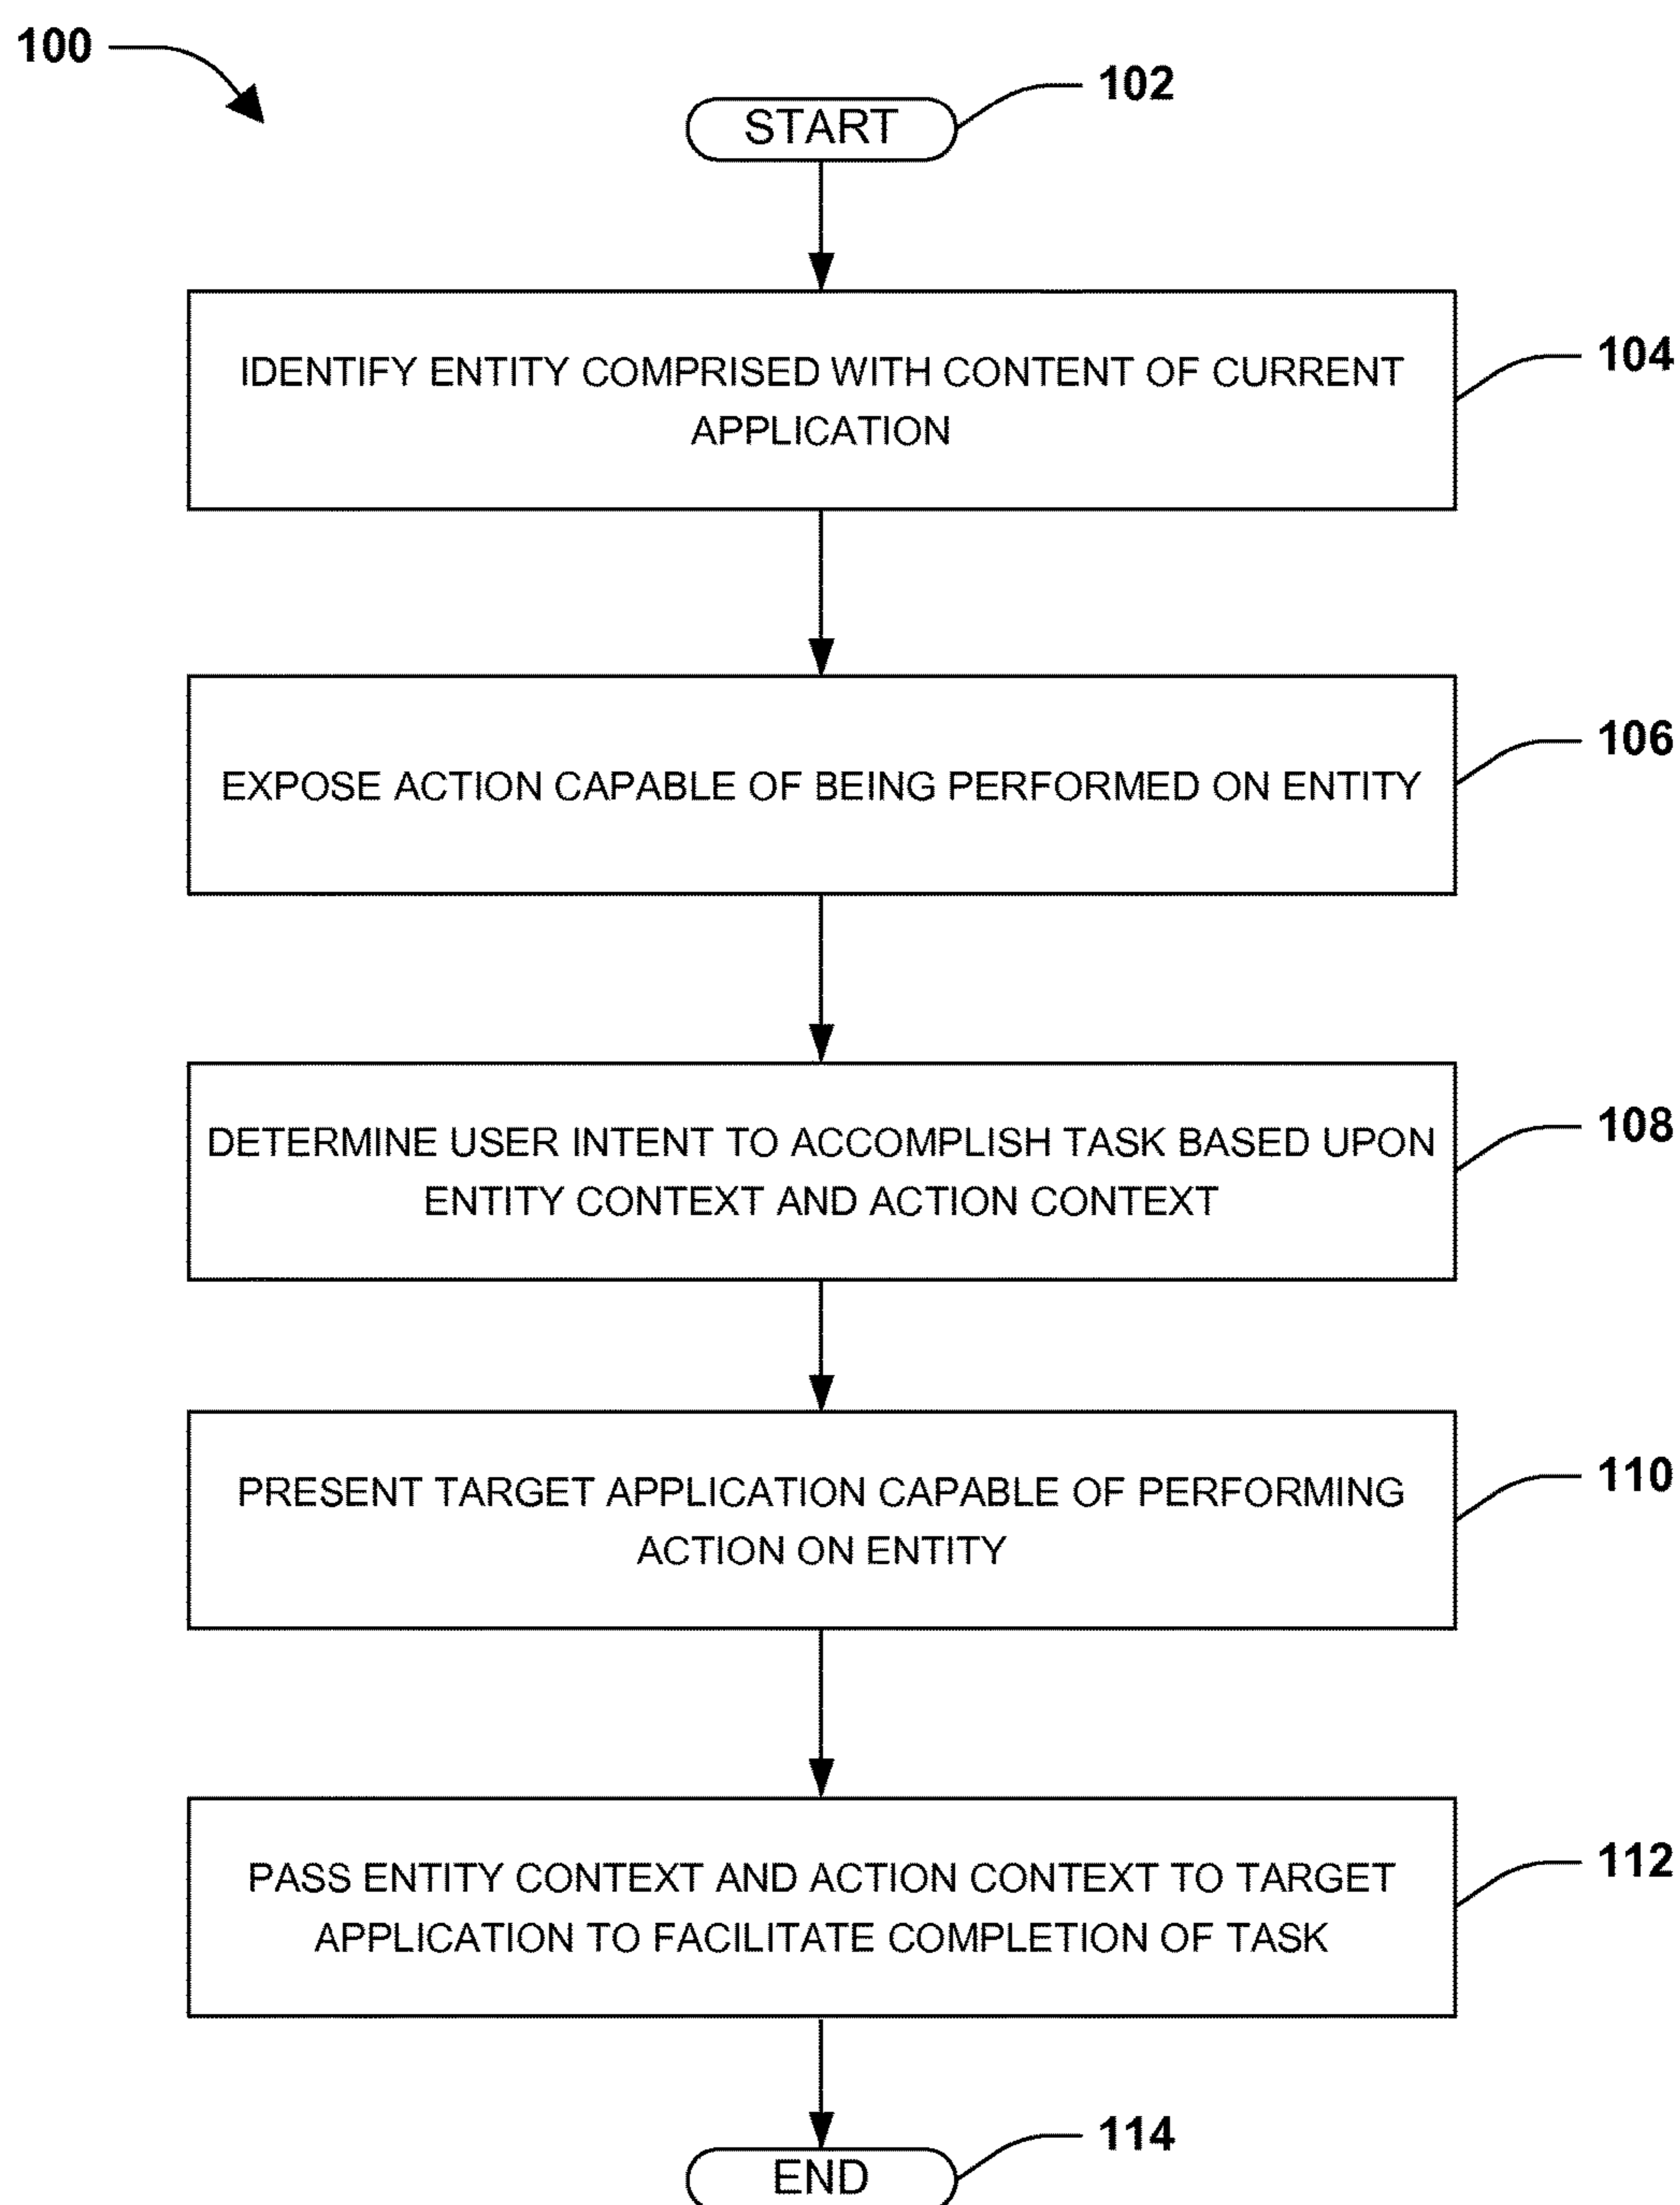 100
102
START
IDENTIFY ENTITY COMPRISED WITH CONTENT OF CURRENT
APPLICATION
104
EXPOSE ACTION CAPABLE OF BEING PERFORMED ON ENTITY
106
DETERMINE USER INTENT TO ACCOMPLISH TASK BASED UPON
ENTITY CONTEXT AND ACTION CONTEXT
108
PRESENT TARGET APPLICATION CAPABLE OF PERFORMING
ACTION ON ENTITY
110
PASS ENTITY CONTEXT AND ACTION CONTEXT TO TARGET
APPLICATION TO FACILITATE COMPLETION OF TASK
112
114
END